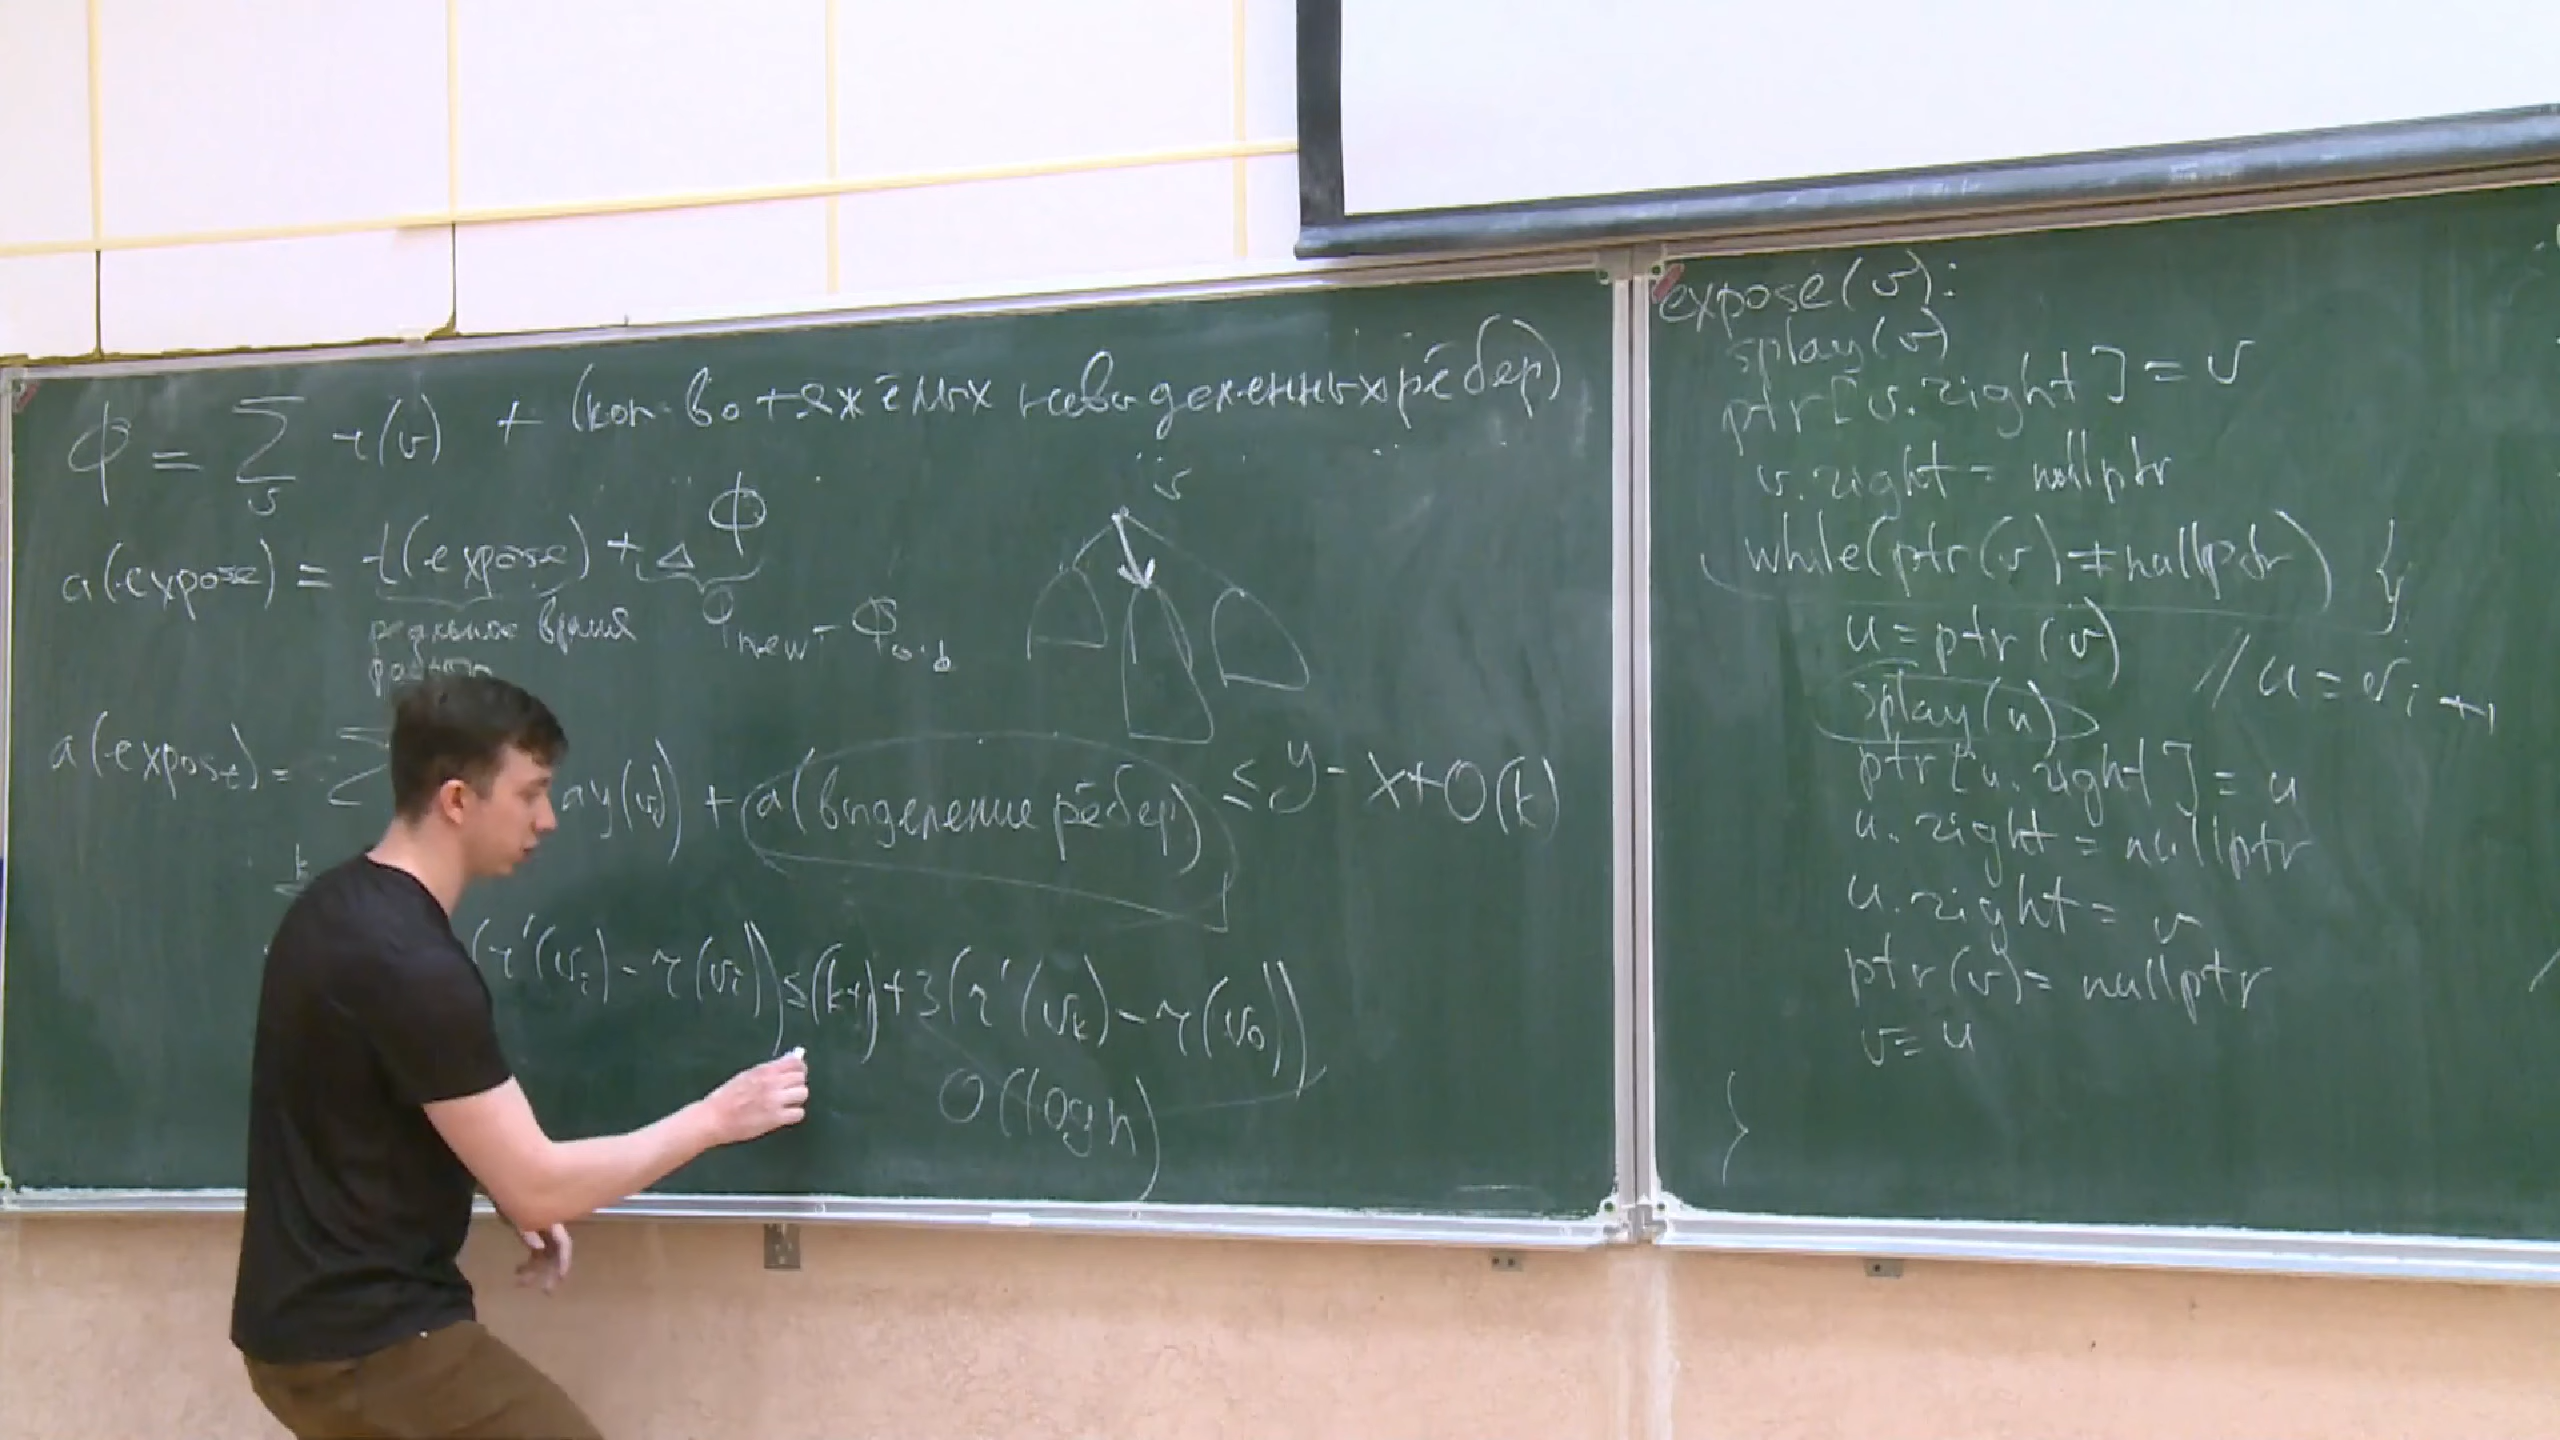 Φ = Σ r(v) + (кол-во тяжёлых невыделенных рёбер)
v
v
a(expose) = t(expose) + ΔΦ
реальное время Φnew - Φold
работы
a(expose) = Σ ay(vᵢ) + a(выделение рёбер) ≤ y - x + O(k)
k
(r'(vᵢ) - r(vᵢ)) ≤ (k+1) + 3(r'(vₖ) - r(v₀))
O(log n)
expose(v):
splay(v)
ptr[v.right] = v
v.right = nullptr
while(ptr(v) ≠ nullptr) {
u = ptr(v)
// u = vᵢ₊₁
splay(u)
ptr[u.right] = u
u.right = nullptr
u.right = v
ptr(v) = nullptr
v = u
}